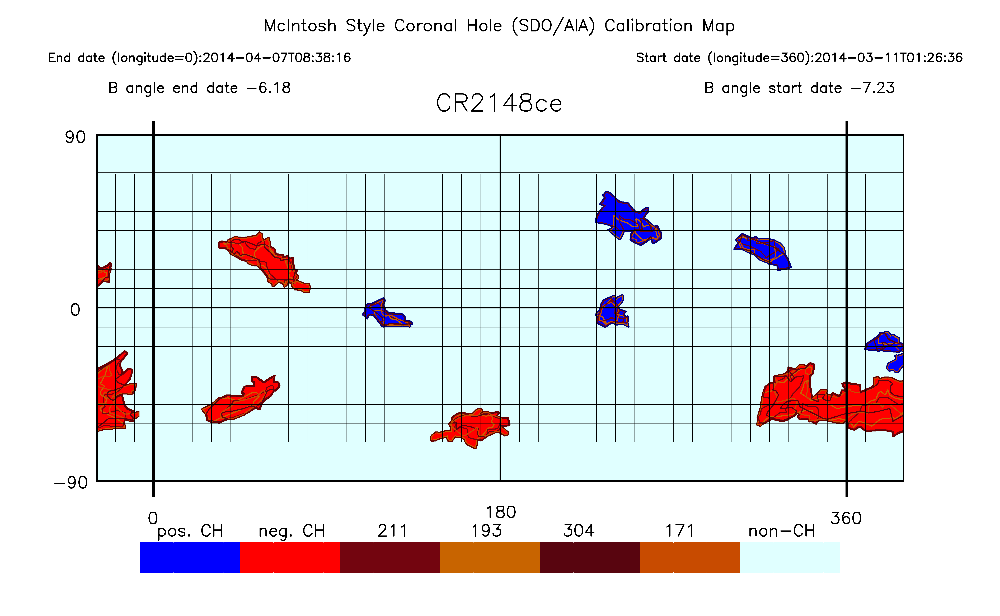 McIntosh Style Coronal Hole (SDO/AIA) Calibration Map
End date (longitude=0):2014-04-07T08:38:16
Start date (longitude=360):2014-03-11T01:26:36
B angle end date -6.18
B angle start date -7.23
CR2148ce
90
0
-90
0
180
360
pos. CH
neg. CH
211
193
304
171
non-CH